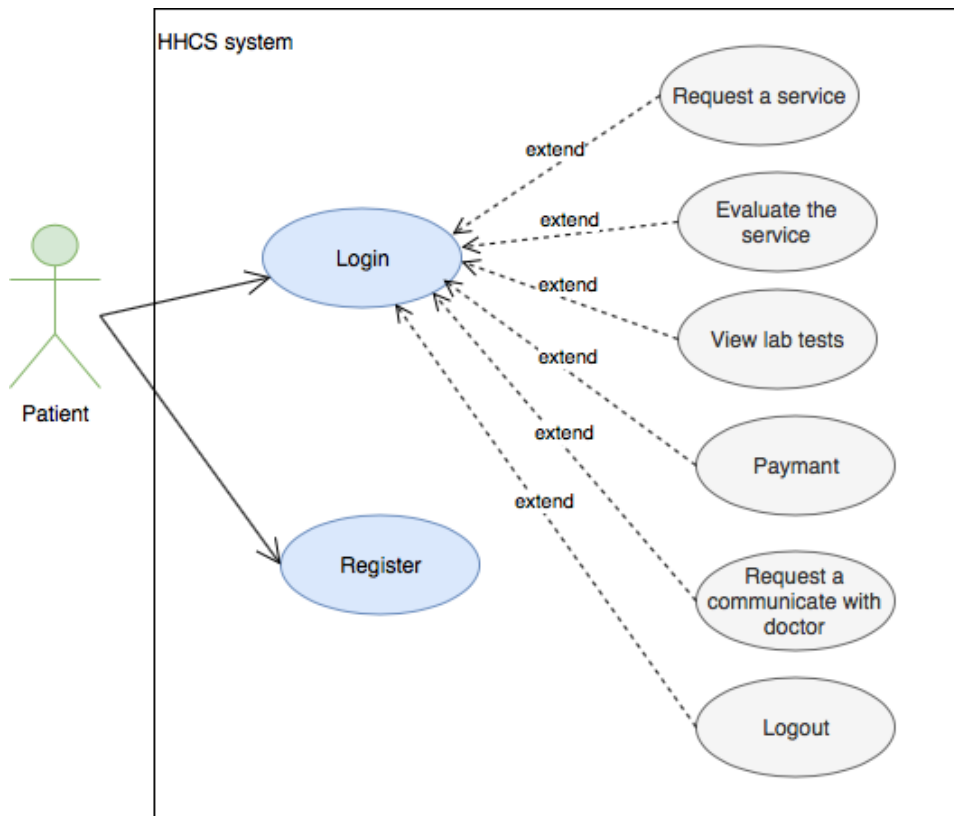 HHCS system
Request a service
extend
Evaluate the
service
extend
Login
extend
View lab tests
extend
Patient
extend
Paymant
extend
Register
Request a
communicate with
doctor
Logout